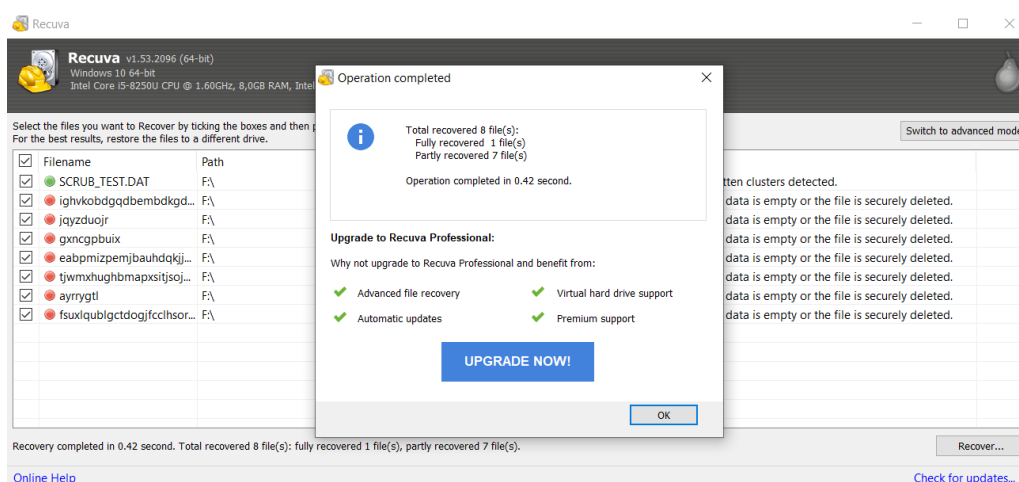 Recuva
Recuva v1.53.2096 (64-bit)
Windows 10 64-bit
Intel Core i5-8250U CPU @ 1.60GHz, 8,0GB RAM, Intel
Select the files you want to Recover by ticking the boxes and then
For the best results, restore the files to a different drive.
Switch to advanced mode
Filename Path
SCRUB_TEST.DAT F:\ tten clusters detected.
ighvkobdgqdbembdkgd... F:\ data is empty or the file is securely deleted.
jqyzduojr F:\ data is empty or the file is securely deleted.
gxncgpbuix F:\ data is empty or the file is securely deleted.
eabpmizpemjbauhdqkjj... F:\ data is empty or the file is securely deleted.
tjwmxhughbmapxsitjsoj... F:\ data is empty or the file is securely deleted.
ayrrygtl F:\ data is empty or the file is securely deleted.
fsuxlqublgctdogjfcclhsor... F:\ data is empty or the file is securely deleted.
Operation completed
Total recovered 8 file(s):
Fully recovered 1 file(s)
Partly recovered 7 file(s)
Operation completed in 0.42 second.
Upgrade to Recuva Professional:
Why not upgrade to Recuva Professional and benefit from:
Advanced file recovery
Virtual hard drive support
Automatic updates
Premium support
UPGRADE NOW!
OK
Recovery completed in 0.42 second. Total recovered 8 file(s): fully recovered 1 file(s), partly recovered 7 file(s).
Recover...
Online Help
Check for updates...